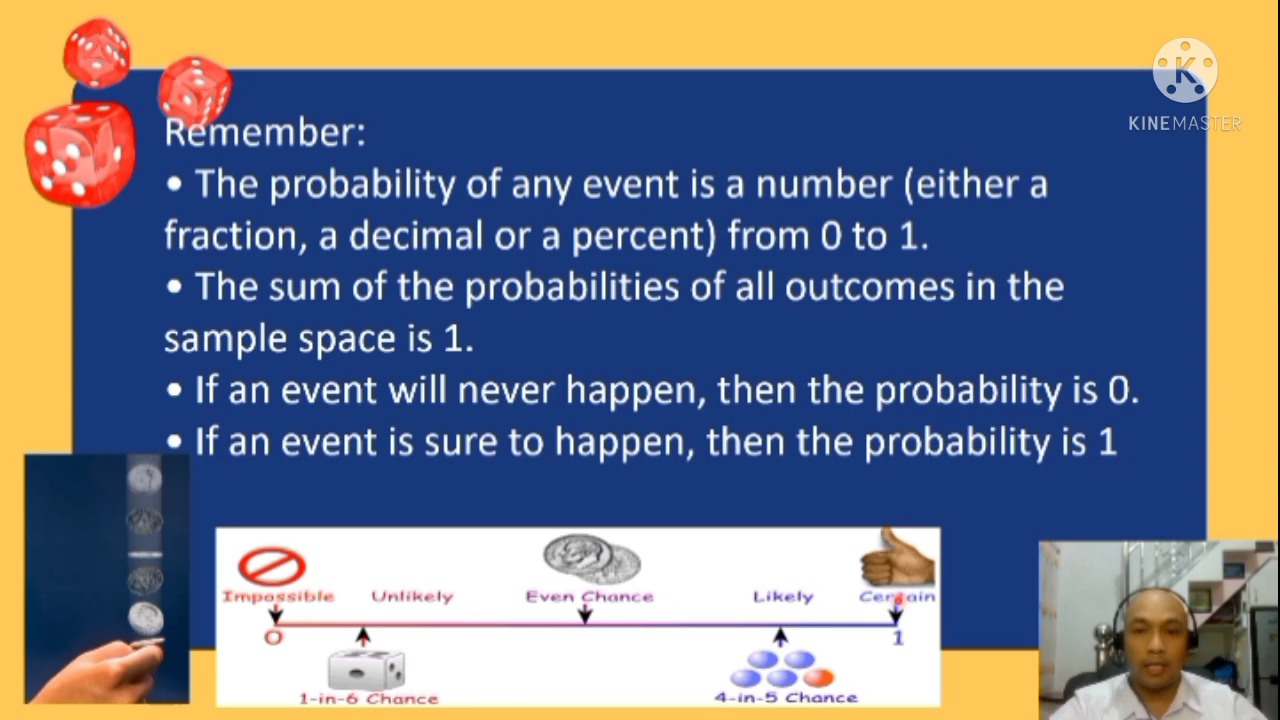 KINEMASTER
Remember:
• The probability of any event is a number (either a
fraction, a decimal or a percent) from 0 to 1.
• The sum of the probabilities of all outcomes in the
sample space is 1.
• If an event will never happen, then the probability is 0.
• If an event is sure to happen, then the probability is 1
Impossible Unlikely Even Chance Likely Certain
0 1
1-in-6 Chance 4-in-5 Chance